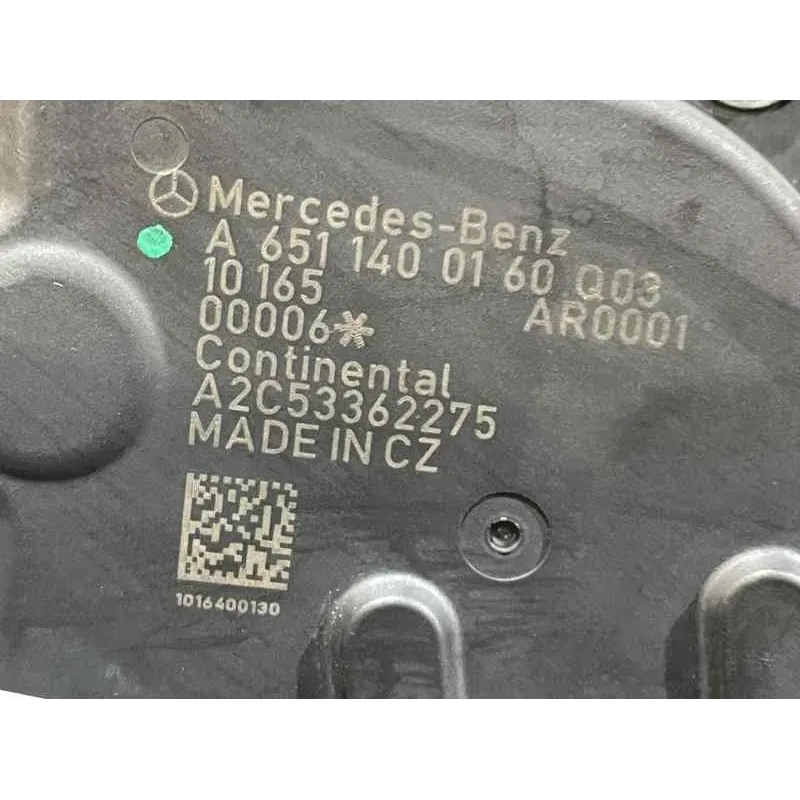 Mercedes-Benz
A 651 140 01 60 Q03
10 165
00006* AR0001
Continental
A2C53362275
MADE IN CZ
1016400130